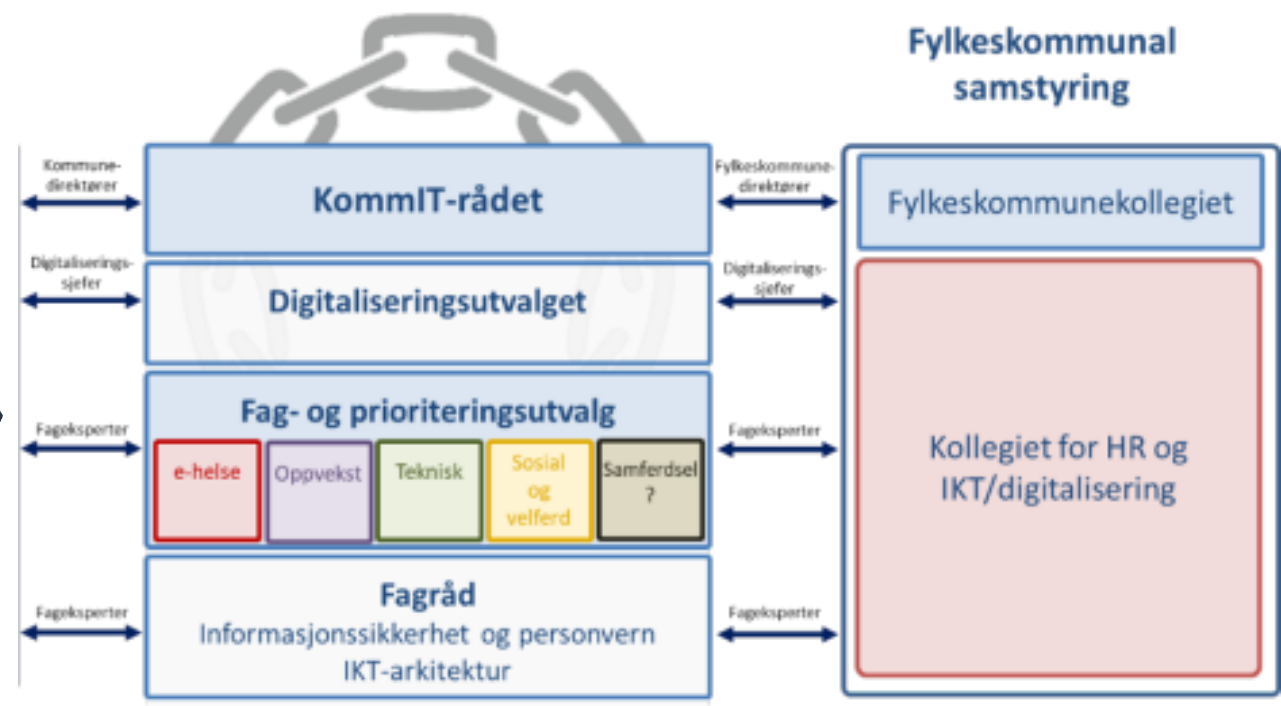 Fylkeskommunal
samstyring
Kommune-
direktører
KommIT-rådet
Fylkeskommune-
direktører
Fylkeskommunekollegiet
Digitaliserings-
sjefer
Digitaliseringsutvalget
Digitaliserings-
sjefer
Fag- og prioriteringsutvalg
Fageksperter
e-helse
Oppvekst
Teknisk
Sosial
og
velferd
Samferdsel
?
Fageksperter
Kollegiet for HR og
IKT/digitalisering
Fagråd
Fageksperter
Informasjonssikkerhet og personvern
IKT-arkitektur
Fageksperter